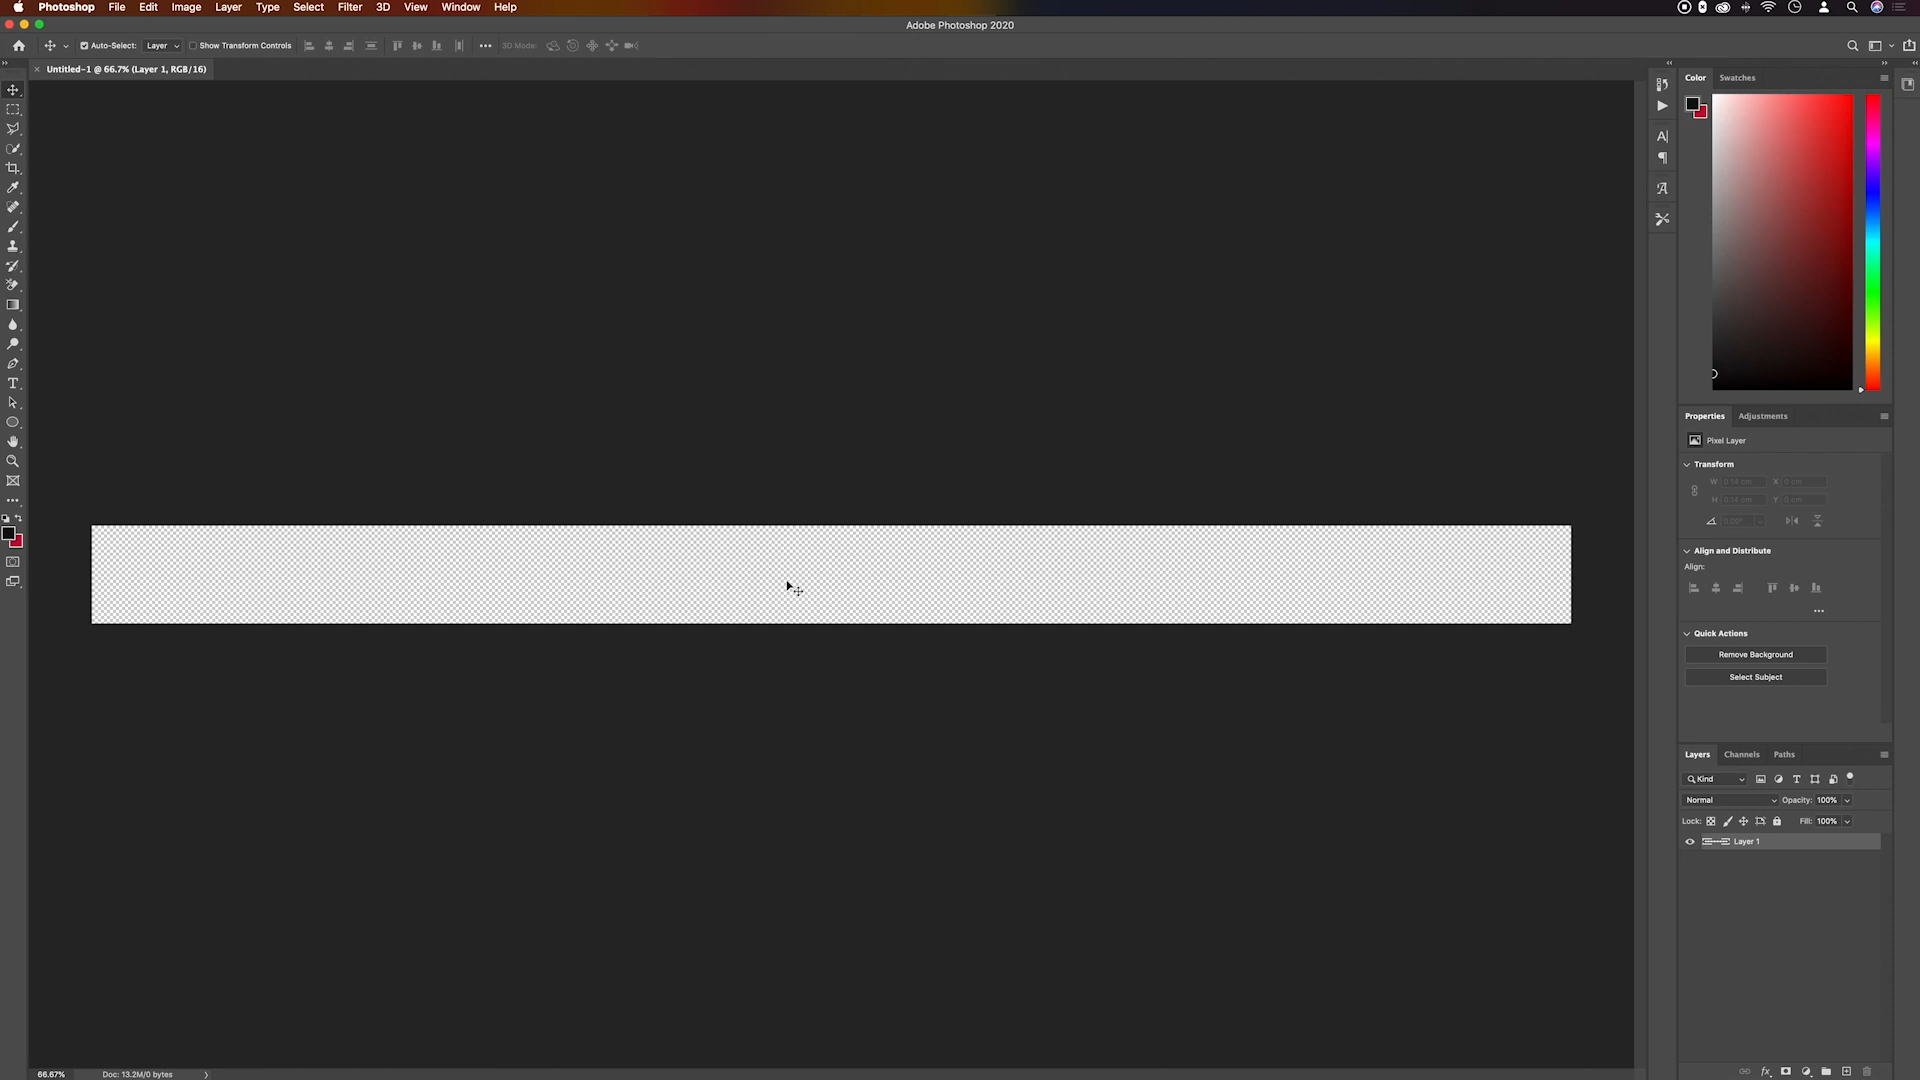 Photoshop File Edit Image Layer Type Select Filter 3D View Window Help
Adobe Photoshop 2020
Auto-Select: Layer Show Transform Controls 3D Mode:
Untitled-1 @ 66.7% (Layer 1, RGB/16)
Color Swatches
Properties Adjustments
Pixel Layer
Transform
W 0.14 cm X 0 cm
H 0.14 cm Y 0 cm
0.00°
Align and Distribute
Align:
Quick Actions
Remove Background
Select Subject
Layers Channels Paths
Kind
Normal Opacity: 100%
Lock: Fill: 100%
Layer 1
66.67% Doc: 13.2M/0 bytes